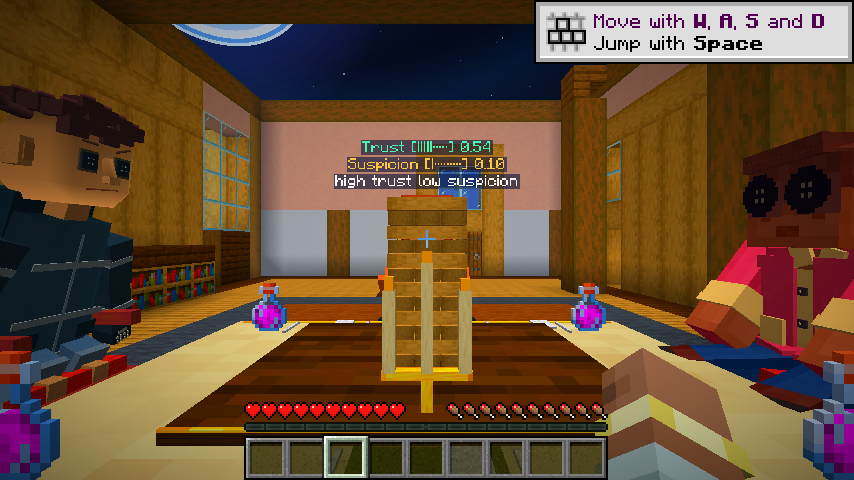 Move with W, A, S and D
Jump with Space
Trust [|||||·····] 0.54
Suspicion [|·········] 0.10
high trust low suspicion